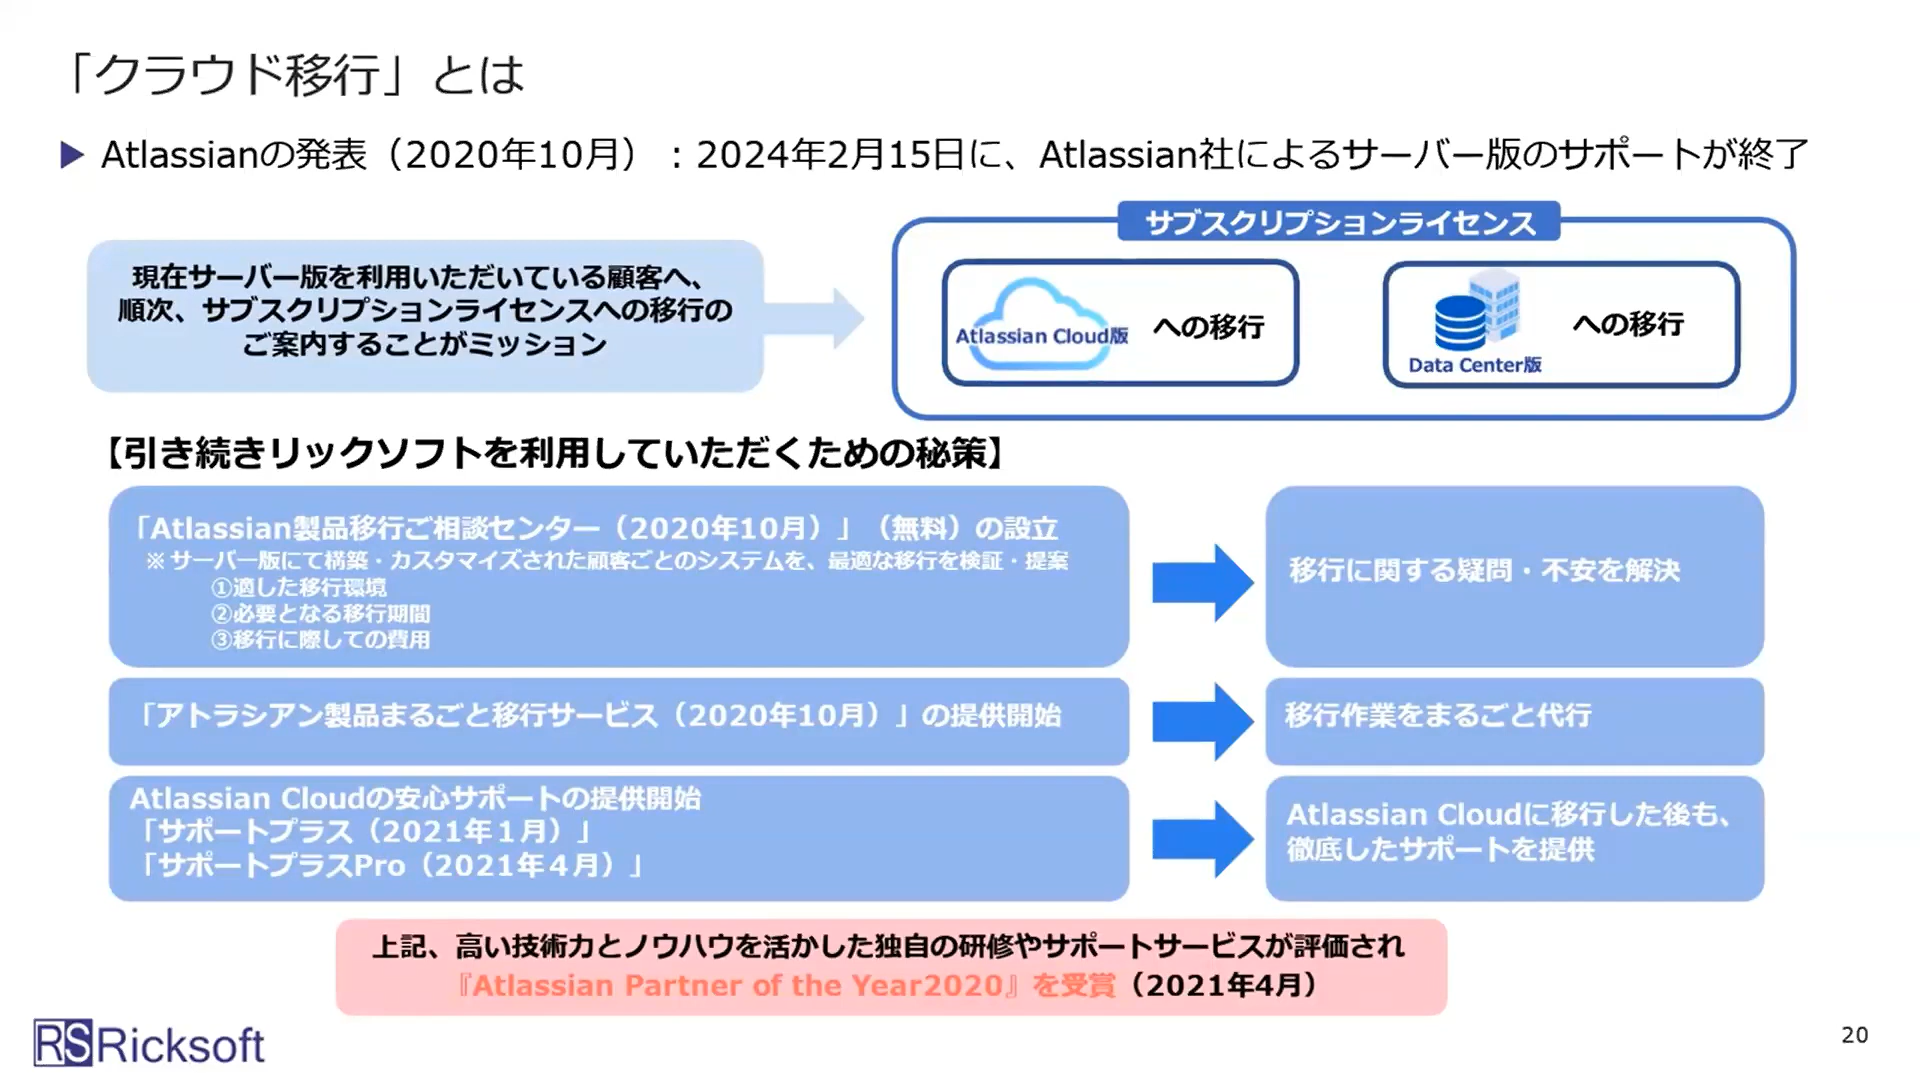 「クラウド移行」とは
▶ Atlassianの発表（2020年10月）：2024年2月15日に、Atlassian社によるサーバー版のサポートが終了
現在サーバー版を利用いただいている顧客へ、
順次、サブスクリプションライセンスへの移行の
ご案内することがミッション
サブスクリプションライセンス
Atlassian Cloud版 への移行
Data Center版 への移行
【引き続きリックソフトを利用していただくための秘策】
「Atlassian製品移行ご相談センター（2020年10月）」（無料）の設立
※ サーバー版にて構築・カスタマイズされた顧客ごとのシステムを、最適な移行を検証・提案
①適した移行環境
②必要となる移行期間
③移行に際しての費用
移行に関する疑問・不安を解決
「アトラシアン製品まるごと移行サービス（2020年10月）」の提供開始
移行作業をまるごと代行
Atlassian Cloudの安心サポートの提供開始
「サポートプラス（2021年１月）」
「サポートプラスPro（2021年４月）」
Atlassian Cloudに移行した後も、
徹底したサポートを提供
上記、高い技術力とノウハウを活かした独自の研修やサポートサービスが評価され
『Atlassian Partner of the Year2020』を受賞（2021年4月）
RS Ricksoft
20